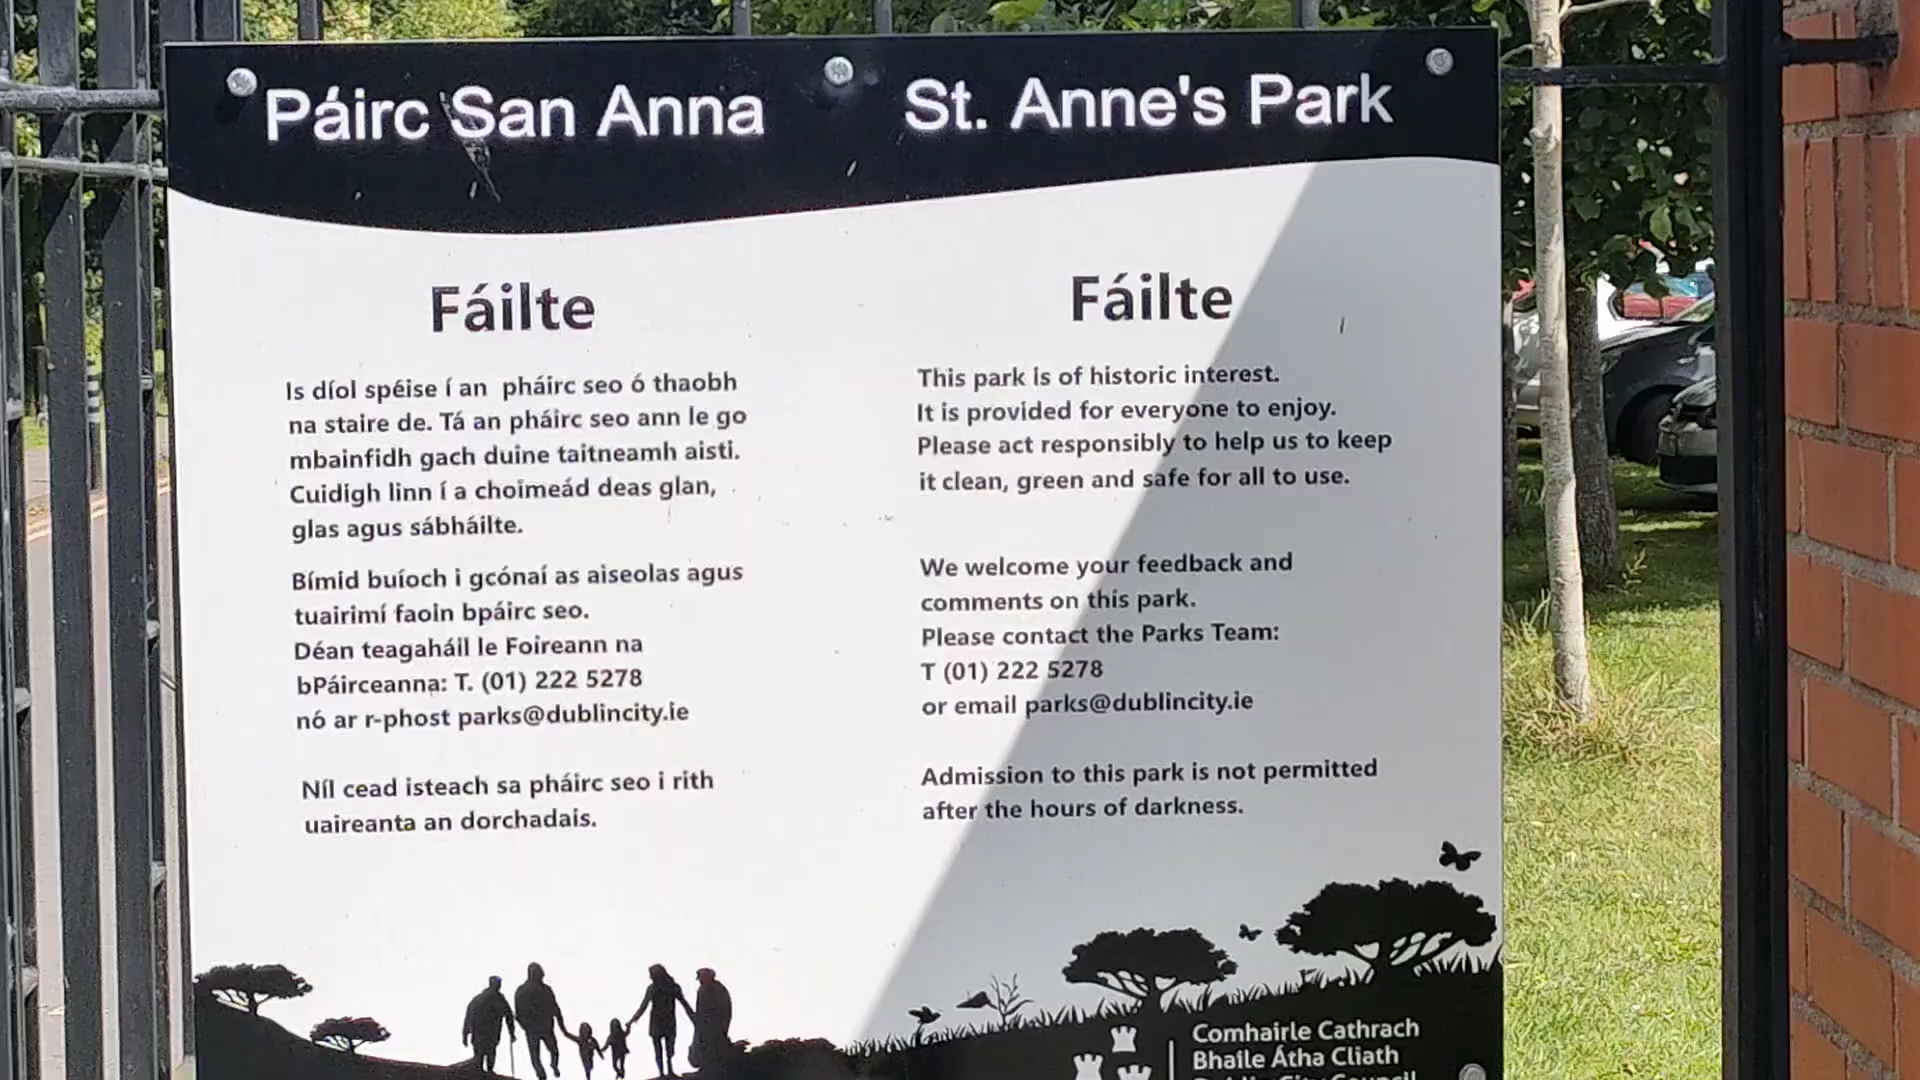 Páirc San Anna
St. Anne's Park
Fáilte
Is díol spéise í an pháirc seo ó thaobh
na staire de. Tá an pháirc seo ann le go
mbainfidh gach duine taitneamh aisti.
Cuidigh linn í a choimeád deas glan,
glas agus sábháilte.
Bímid buíoch i gcónaí as aiseolas agus
tuairimí faoin bpáirc seo.
Déan teagaháil le Foireann na
bPáirceanna: T. (01) 222 5278
nó ar r-phost parks@dublincity.ie
Níl cead isteach sa pháirc seo i rith
uaireanta an dorchadais.
Fáilte
This park is of historic interest.
It is provided for everyone to enjoy.
Please act responsibly to help us to keep
it clean, green and safe for all to use.
We welcome your feedback and
comments on this park.
Please contact the Parks Team:
T (01) 222 5278
or email parks@dublincity.ie
Admission to this park is not permitted
after the hours of darkness.
Comhairle Cathrach
Bhaile Átha Cliath
Dublin City Council